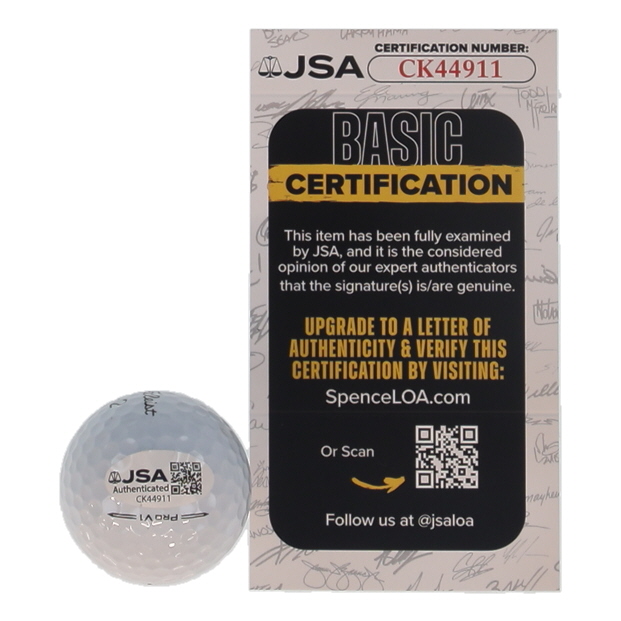 JSA
CERTIFICATION NUMBER:
CK44911
BASIC
CERTIFICATION
This item has been fully examined
by JSA, and it is the considered
opinion of our expert authenticators
that the signature(s) is/are genuine.
UPGRADE TO A LETTER OF
AUTHENTICITY & VERIFY THIS
CERTIFICATION BY VISITING:
SpenceLOA.com
Or Scan
Follow us at @jsaloa
JSA
Authenticated
CK44911
PRO V1